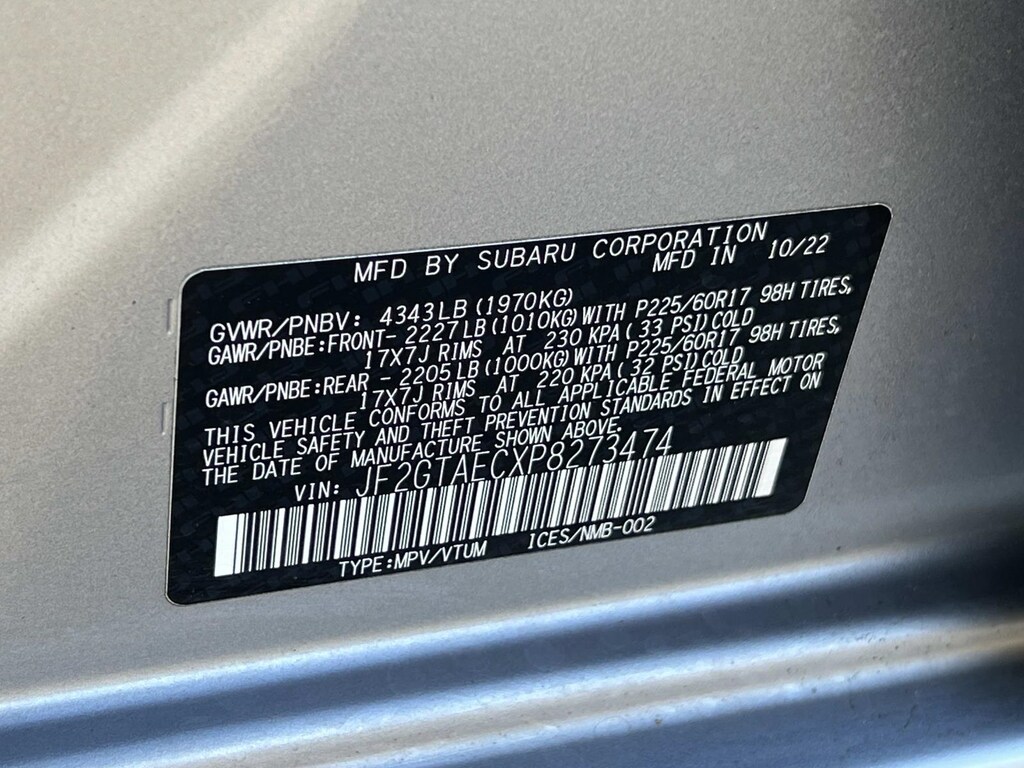 MFD BY SUBARU CORPORATION
MFD IN 10/22
GVWR/PNBV: 4343LB (1970KG)
GAWR/PNBE:FRONT- 2227LB (1010KG) WITH P225/60R17 98H TIRES,
17X7J RIMS AT 230 KPA ( 33 PSI) COLD
GAWR/PNBE:REAR - 2205LB (1000KG) WITH P225/60R17 98H TIRES,
17X7J RIMS AT 220 KPA ( 32 PSI) COLD
THIS VEHICLE CONFORMS TO ALL APPLICABLE FEDERAL MOTOR
VEHICLE SAFETY AND THEFT PREVENTION STANDARDS IN EFFECT ON
THE DATE OF MANUFACTURE SHOWN ABOVE.
VIN: JF2GTAECXP8273474
TYPE:MPV/VTUM ICES/NMB-002